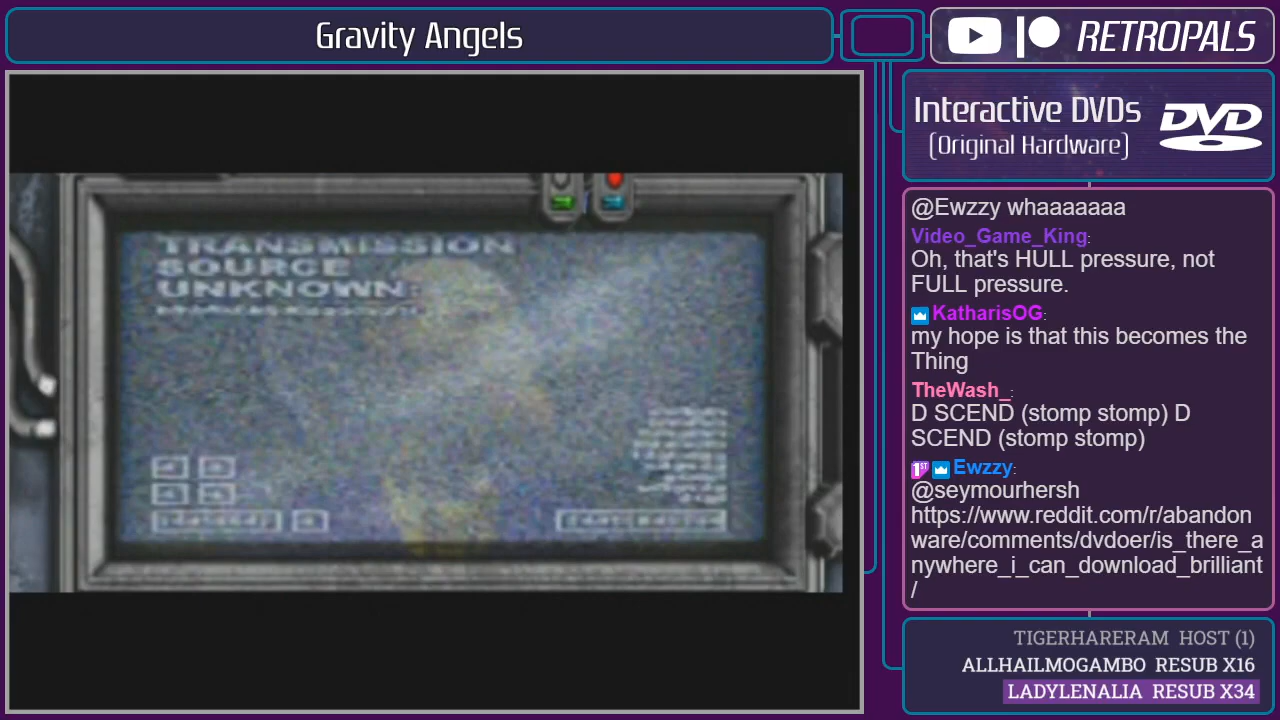 Gravity Angels
RETROPALS
Interactive DVDs
(Original Hardware)
DVD
@Ewzzy whaaaaaaa
Video_Game_King:
Oh, that's HULL pressure, not
FULL pressure.
KatharisOG:
my hope is that this becomes the
Thing
TheWash_:
D SCEND (stomp stomp) D
SCEND (stomp stomp)
1ST Ewzzy:
@seymourhersh
https://www.reddit.com/r/abandon
ware/comments/dvdoer/is_there_a
nywhere_i_can_download_brilliant
/
TRANSMISSION
SOURCE
UNKNOWN:
TIGERHARERAM HOST (1)
ALLHAILMOGAMBO RESUB X16
LADYLENALIA RESUB X34